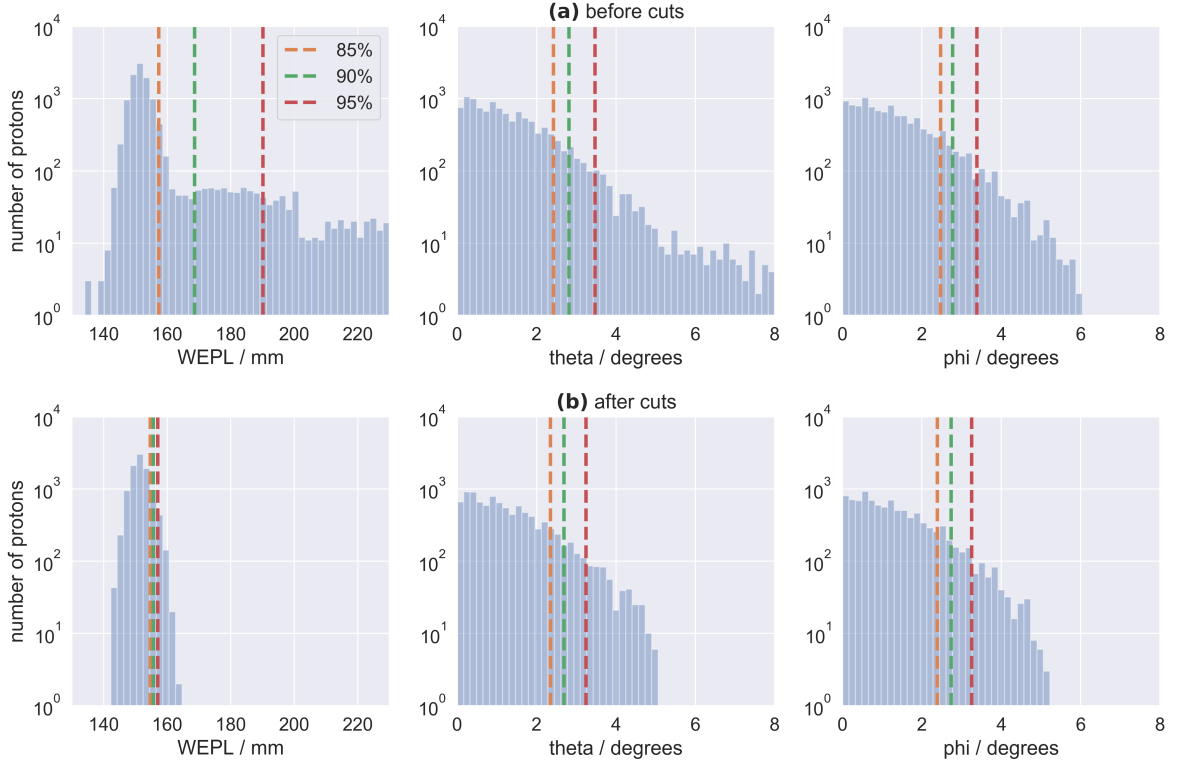 (a) before cuts
10^4
10^3
10^2
10^1
10^0
number of protons
85%
90%
95%
140 160 180 200 220
WEPL / mm
10^4
10^3
10^2
10^1
10^0
0 2 4 6 8
theta / degrees
10^4
10^3
10^2
10^1
10^0
0 2 4 6 8
phi / degrees
(b) after cuts
10^4
10^3
10^2
10^1
10^0
number of protons
140 160 180 200 220
WEPL / mm
10^4
10^3
10^2
10^1
10^0
0 2 4 6 8
theta / degrees
10^4
10^3
10^2
10^1
10^0
0 2 4 6 8
phi / degrees